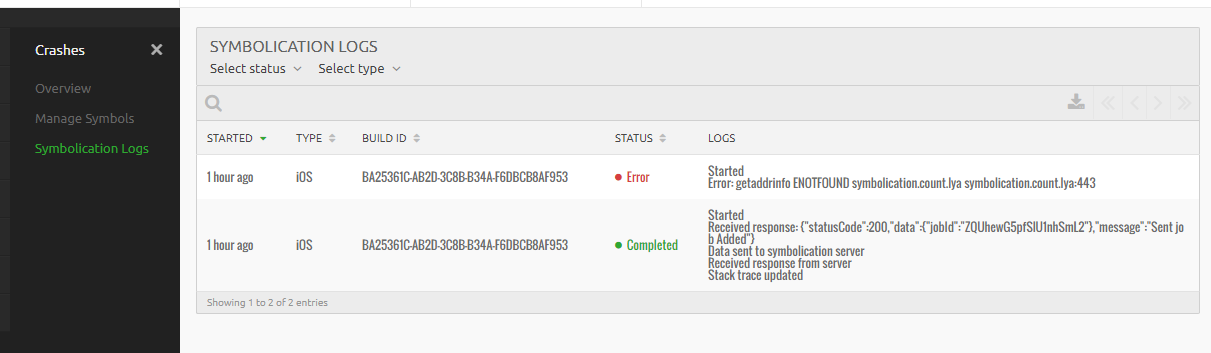 Crashes
Overview
Manage Symbols
Symbolication Logs
SYMBOLICATION LOGS
Select status Select type
STARTED TYPE BUILD ID STATUS LOGS
1 hour ago iOS BA25361C-AB2D-3C8B-B34A-F6DBCB8AF953 Error Started
Error: getaddrinfo ENOTFOUND symbolication.count.lya symbolication.count.lya:443
1 hour ago iOS BA25361C-AB2D-3C8B-B34A-F6DBCB8AF953 Completed Started
Received response: {"statusCode":200,"data":{"jobId":"ZQUhewG5pfSIU1nhSmL2"},"message":"Sent jo
b Added"}
Data sent to symbolication server
Received response from server
Stack trace updated
Showing 1 to 2 of 2 entries